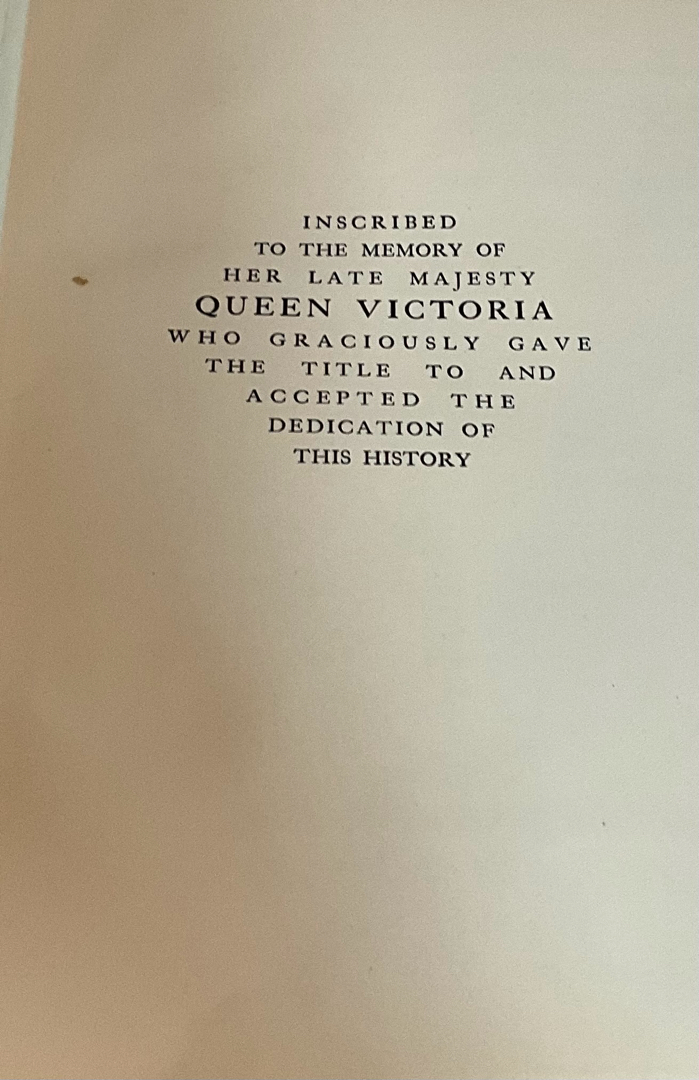 INSCRIBED
TO THE MEMORY OF
HER LATE MAJESTY
QUEEN VICTORIA
WHO GRACIOUSLY GAVE
THE TITLE TO AND
ACCEPTED THE
DEDICATION OF
THIS HISTORY